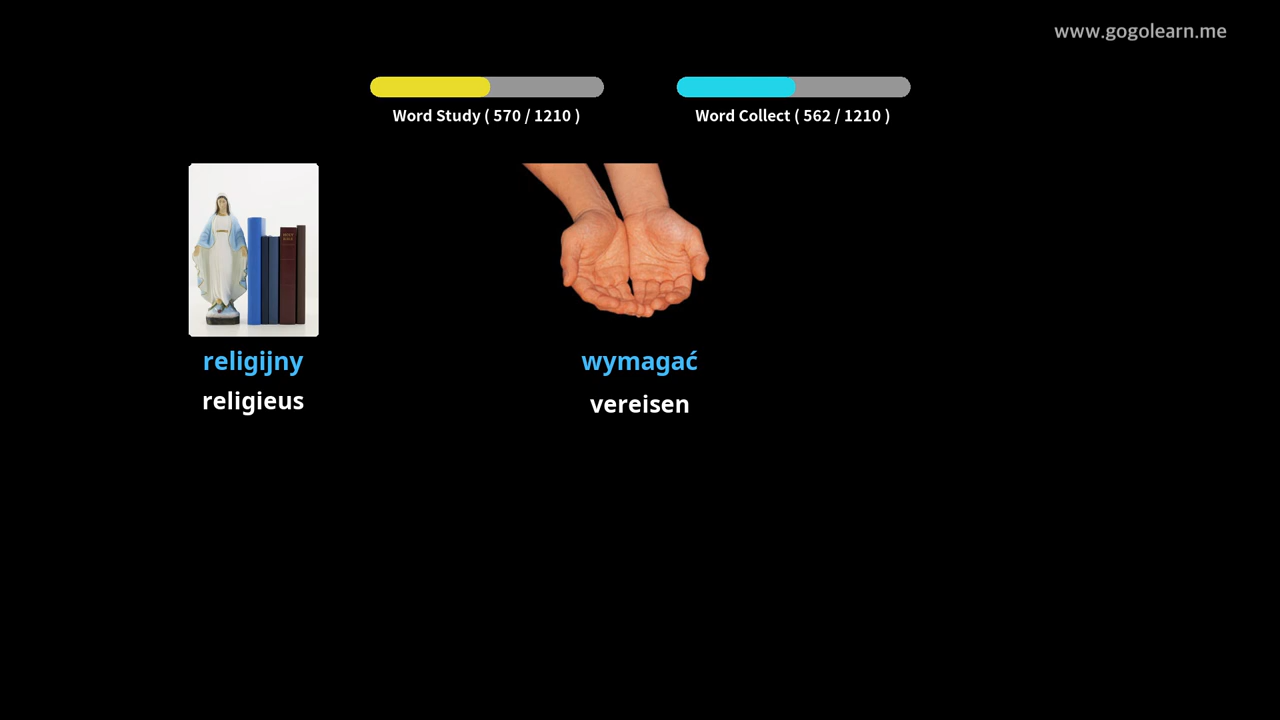 www.gogolearn.me
Word Study ( 570 / 1210 )
Word Collect ( 562 / 1210 )
religijny
religieus
wymagać
vereisen